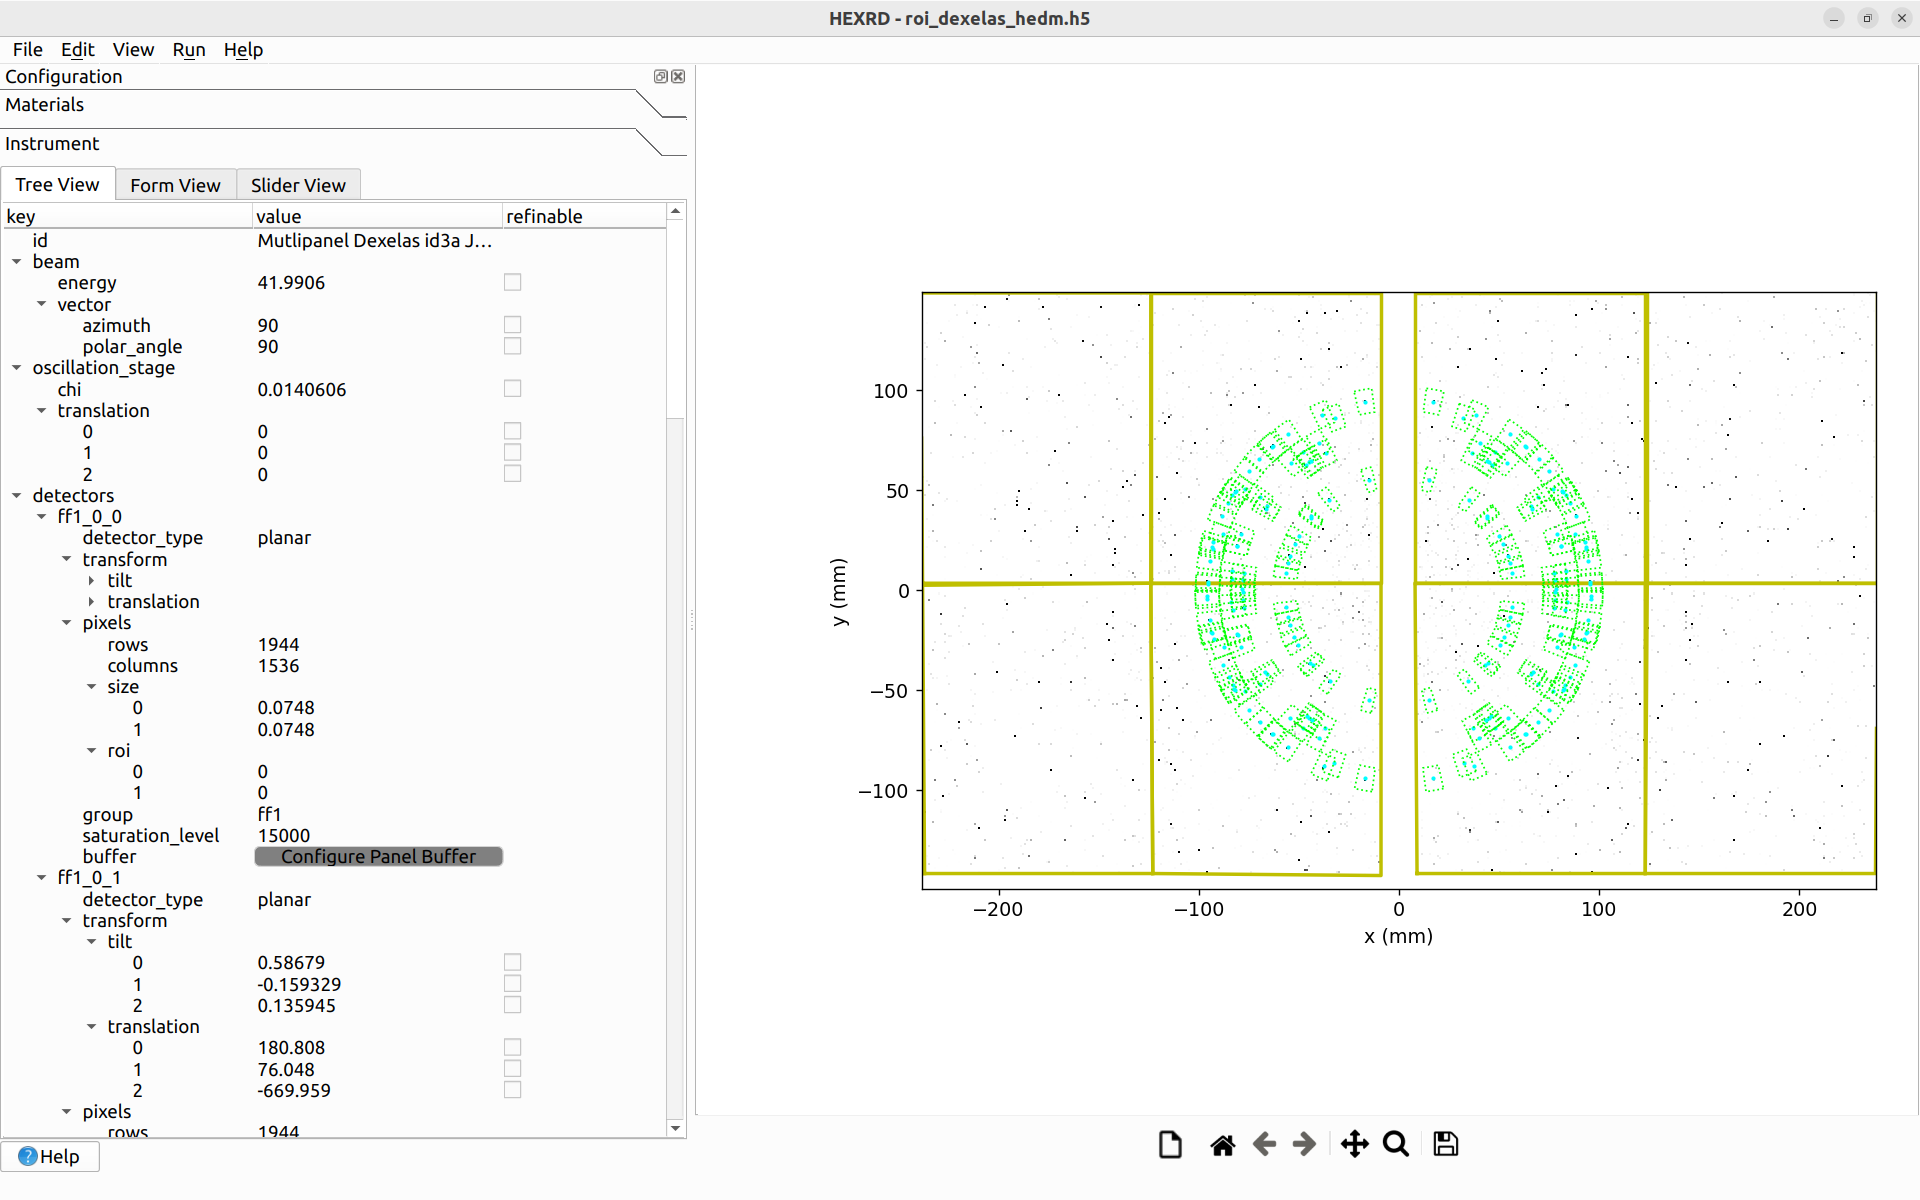 HEXRD - roi_dexelas_hedm.h5
File Edit View Run Help
Configuration
Materials
Instrument
Tree View Form View Slider View
key value refinable
id Mutlipanel Dexelas id3a J...
beam
energy 41.9906
vector
azimuth 90
polar_angle 90
oscillation_stage
chi 0.0140606
translation
0 0
1 0
2 0
detectors
ff1_0_0
detector_type planar
transform
tilt
translation
pixels
rows 1944
columns 1536
size
0 0.0748
1 0.0748
roi
0 0
1 0
group ff1
saturation_level 15000
buffer Configure Panel Buffer
ff1_0_1
detector_type planar
transform
tilt
0 0.58679
1 -0.159329
2 0.135945
translation
0 180.808
1 76.048
2 -669.959
pixels
rows 1944
Help
y (mm)
100
50
0
−50
−100
−200 −100 0 100 200
x (mm)